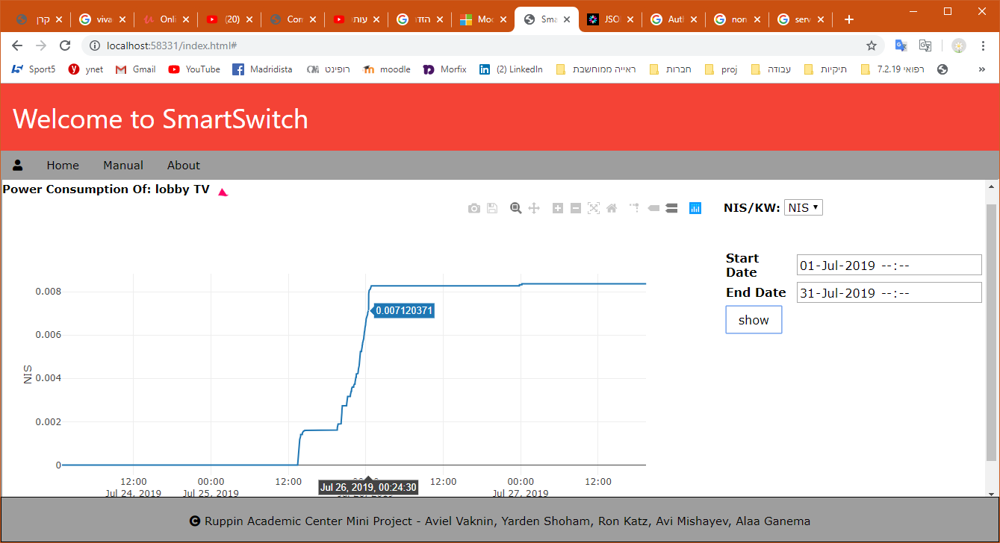 קרן
viva
Onli
(20)
Con
עותו
הזדו
Moc
Sma
JSO
Auth
non
serv
localhost:58331/index.html#
Sport5 ynet Gmail YouTube Madridista רופינט moodle Morfix (2) LinkedIn ראייה ממוחשבת חברות proj עבודה תיקיות רפואי 7.2.19 »
Welcome to SmartSwitch
Home Manual About
Power Consumption Of: lobby TV
NIS/KW: NIS
Start Date 01-Jul-2019 --:--
End Date 31-Jul-2019 --:--
show
0.008
0.006
0.004
0.002
0
NIS
0.007120371
12:00 00:00 12:00 12:00 00:00 12:00
Jul 24, 2019 Jul 25, 2019 Jul 27, 2019
Jul 26, 2019, 00:24:30
Ruppin Academic Center Mini Project - Aviel Vaknin, Yarden Shoham, Ron Katz, Avi Mishayev, Alaa Ganema